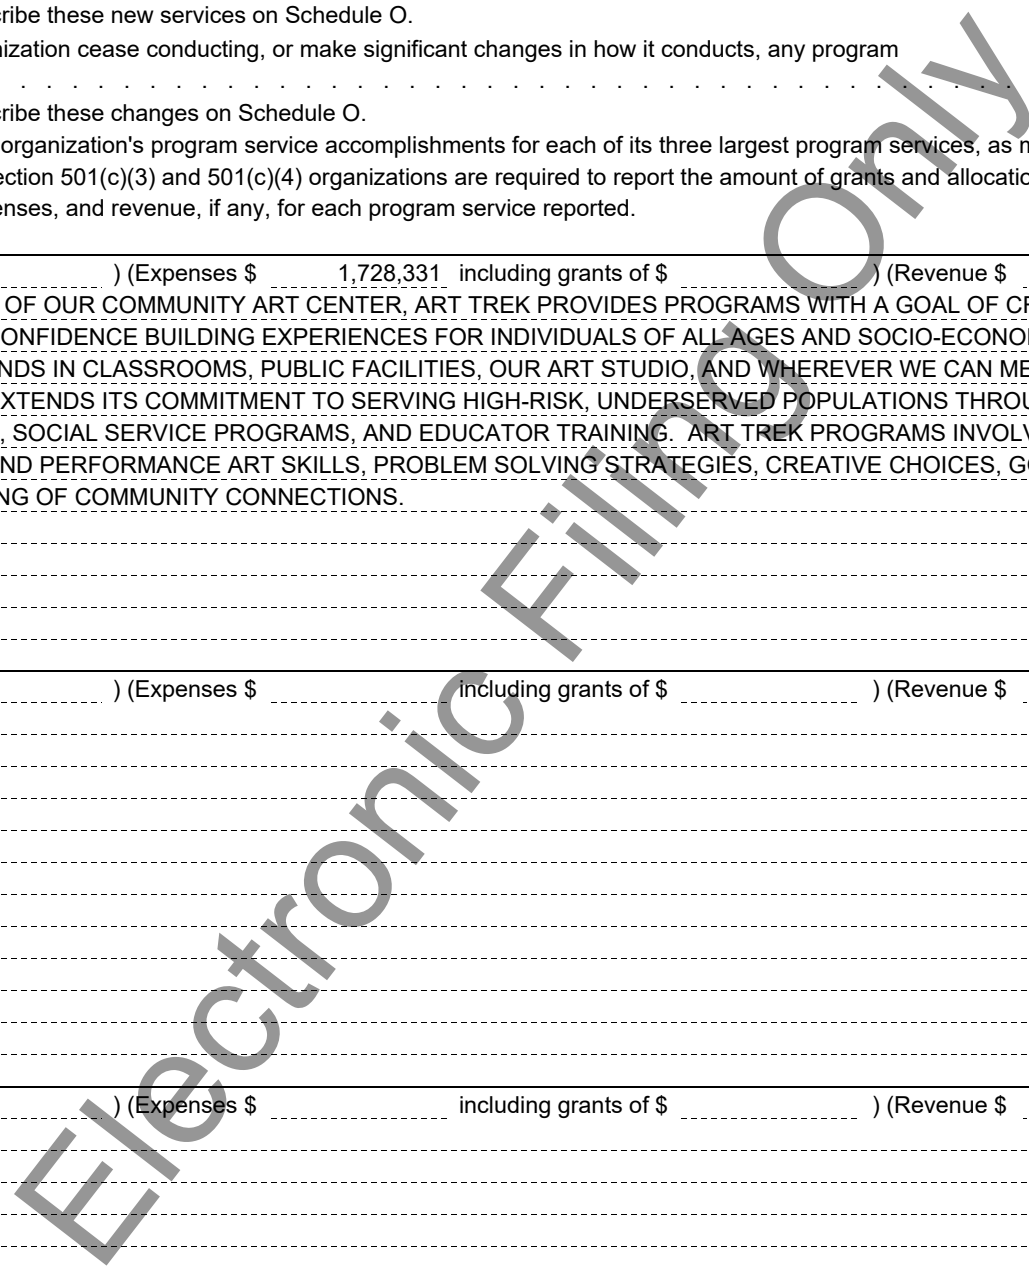 cribe these new services on Schedule O.
nization cease conducting, or make significant changes in how it conducts, any program
. . . . . . . . . . . . . . . . . . . . . . . . . . . . . . . . . . . . . . .
cribe these changes on Schedule O.
organization's program service accomplishments for each of its three largest program services, as m
ection 501(c)(3) and 501(c)(4) organizations are required to report the amount of grants and allocatio
enses, and revenue, if any, for each program service reported.
) (Expenses $ 1,728,331 including grants of $ ) (Revenue $
OF OUR COMMUNITY ART CENTER, ART TREK PROVIDES PROGRAMS WITH A GOAL OF CR
ONFIDENCE BUILDING EXPERIENCES FOR INDIVIDUALS OF ALL AGES AND SOCIO-ECONO
NDS IN CLASSROOMS, PUBLIC FACILITIES, OUR ART STUDIO, AND WHEREVER WE CAN ME
XTENDS ITS COMMITMENT TO SERVING HIGH-RISK, UNDERSERVED POPULATIONS THROU
, SOCIAL SERVICE PROGRAMS, AND EDUCATOR TRAINING. ART TREK PROGRAMS INVOLV
ND PERFORMANCE ART SKILLS, PROBLEM SOLVING STRATEGIES, CREATIVE CHOICES, GO
NG OF COMMUNITY CONNECTIONS.
) (Expenses $ including grants of $ ) (Revenue $
) (Expenses $ including grants of $ ) (Revenue $
Electronic Filing Only